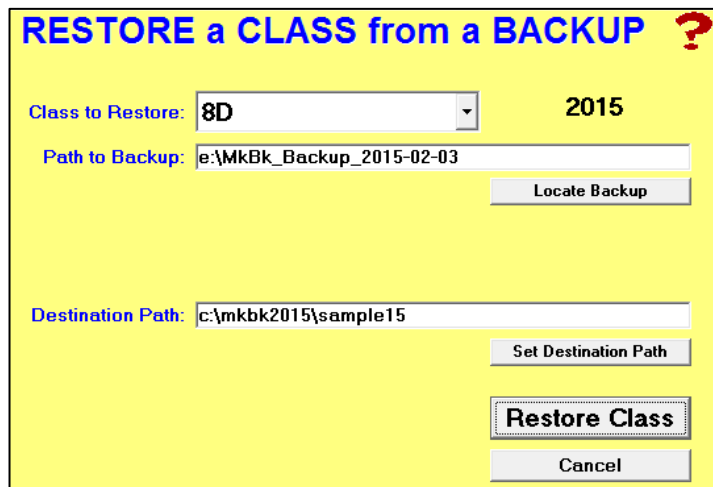 RESTORE a CLASS from a BACKUP ?
Class to Restore: 8D 2015
Path to Backup: e:\MkBk_Backup_2015-02-03
Locate Backup
Destination Path: c:\mkbk2015\sample15
Set Destination Path
Restore Class
Cancel